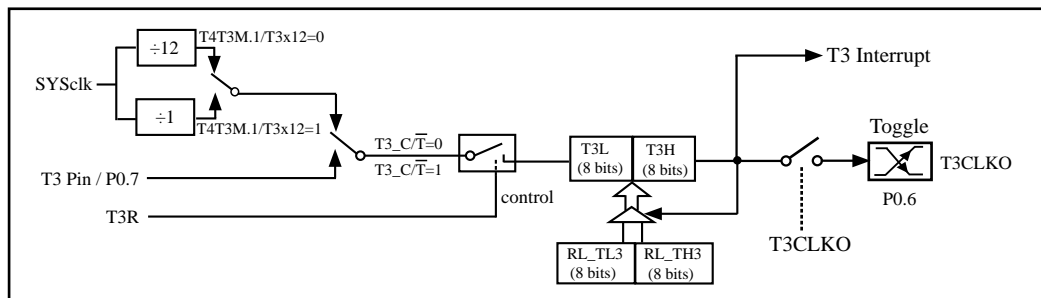 ÷12
T4T3M.1/T3x12=0
SYSclk
÷1
T4T3M.1/T3x12=1
T3 Pin / P0.7
T3R
T3_C/T̅=0
T3_C/T̅=1
control
T3L
(8 bits)
T3H
(8 bits)
RL_TL3
(8 bits)
RL_TH3
(8 bits)
T3 Interrupt
Toggle
T3CLKO
P0.6
T3CLKO